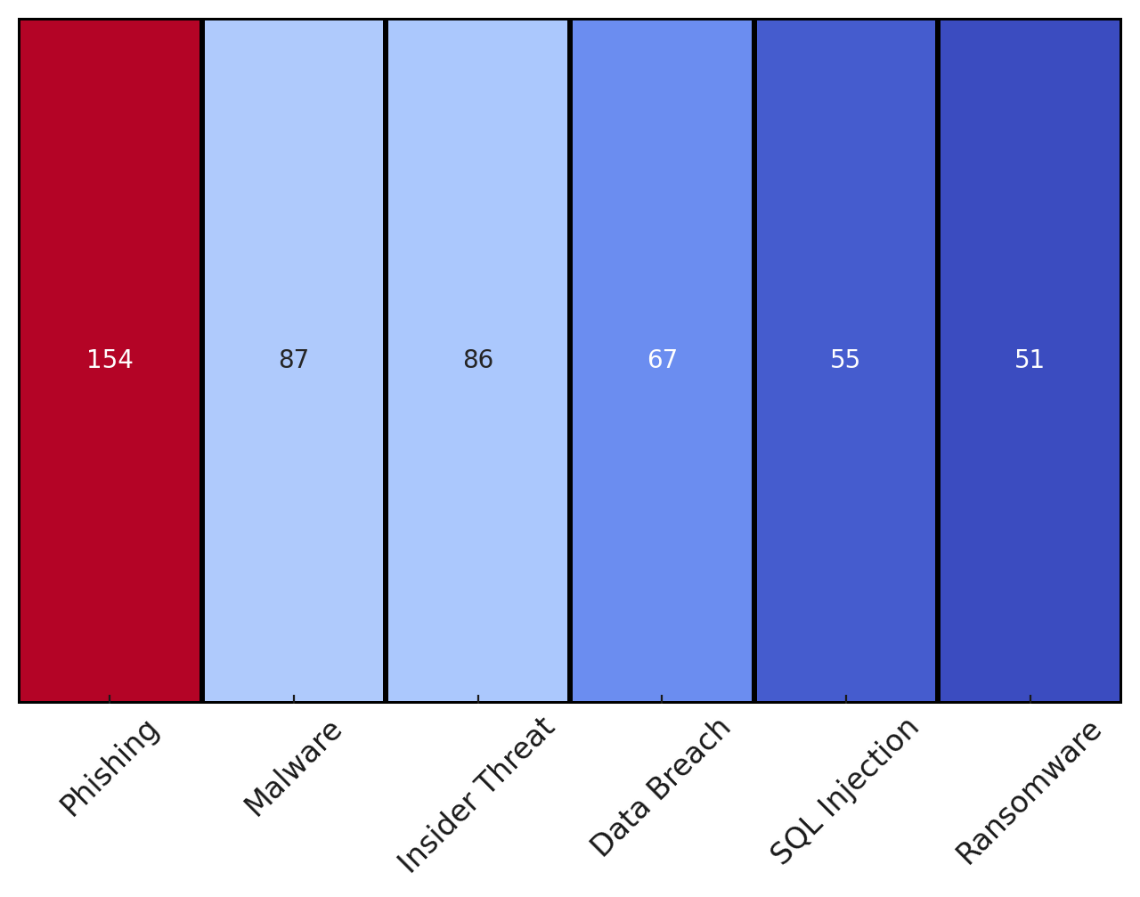 154
87
86
67
55
51
Phishing
Malware
Insider Threat
Data Breach
SQL Injection
Ransomware